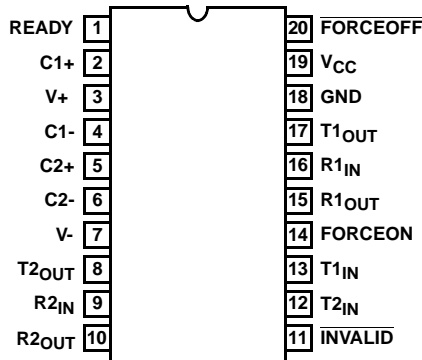 READY 1 20 FORCEOFF
C1+ 2 19 VCC
V+ 3 18 GND
C1- 4 17 T1OUT
C2+ 5 16 R1IN
C2- 6 15 R1OUT
V- 7 14 FORCEON
T2OUT 8 13 T1IN
R2IN 9 12 T2IN
R2OUT 10 11 INVALID